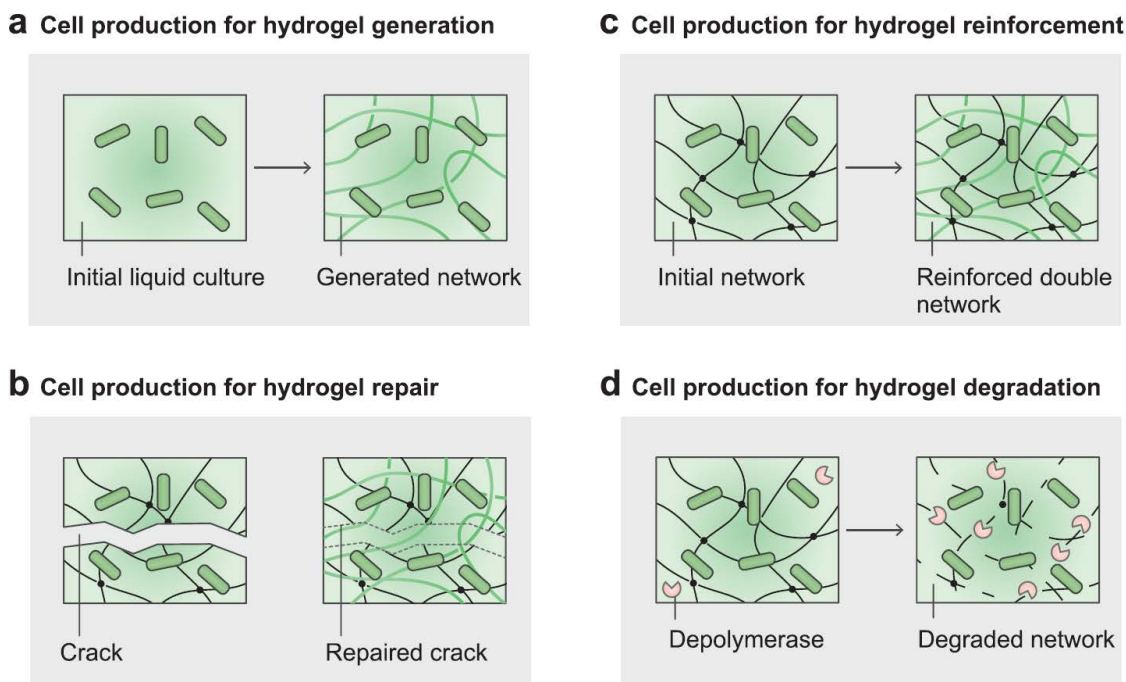 a Cell production for hydrogel generation
Initial liquid culture
Generated network
b Cell production for hydrogel repair
Crack
Repaired crack
c Cell production for hydrogel reinforcement
Initial network
Reinforced double
network
d Cell production for hydrogel degradation
Depolymerase
Degraded network